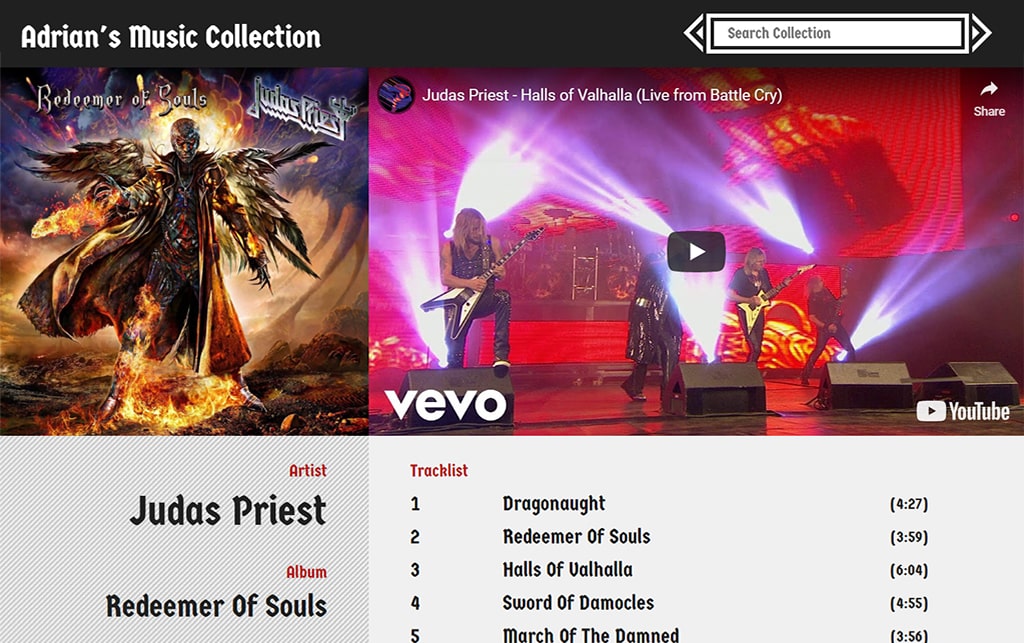 Adrian's Music Collection
Search Collection
Redeemer of Souls
Judas Priest
Judas Priest - Halls of Valhalla (Live from Battle Cry)
Share
vevo
YouTube
Artist
Judas Priest
Album
Redeemer Of Souls
Tracklist
1 Dragonaught (4:27)
2 Redeemer Of Souls (3:59)
3 Halls Of Valhalla (6:04)
4 Sword Of Damocles (4:55)
5 March Of The Damned (3:56)